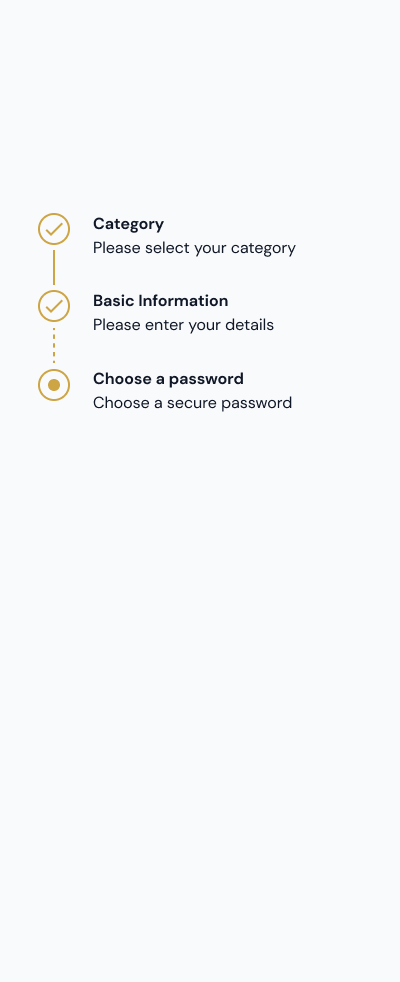 Category
Please select your category
Basic Information
Please enter your details
Choose a password
Choose a secure password